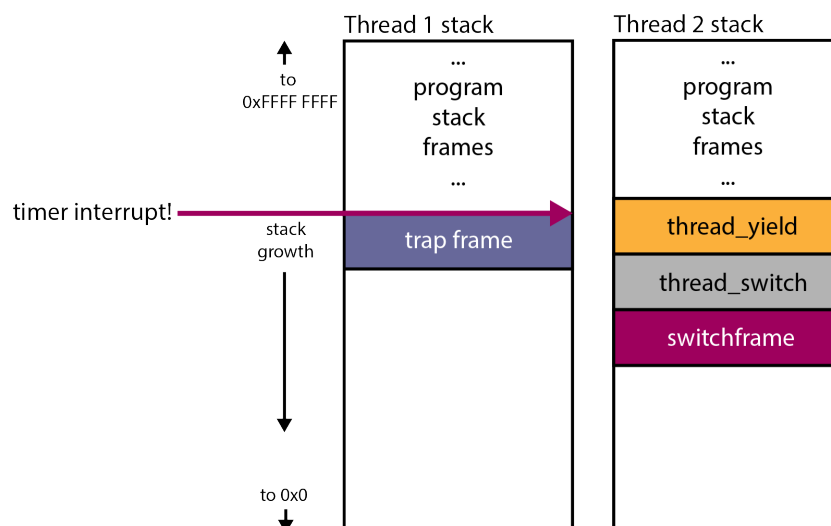 Thread 1 stack
Thread 2 stack
to
0xFFFF FFFF
...
program
stack
frames
...
...
program
stack
frames
...
timer interrupt!
stack
growth
trap frame
thread_yield
thread_switch
switchframe
to 0x0